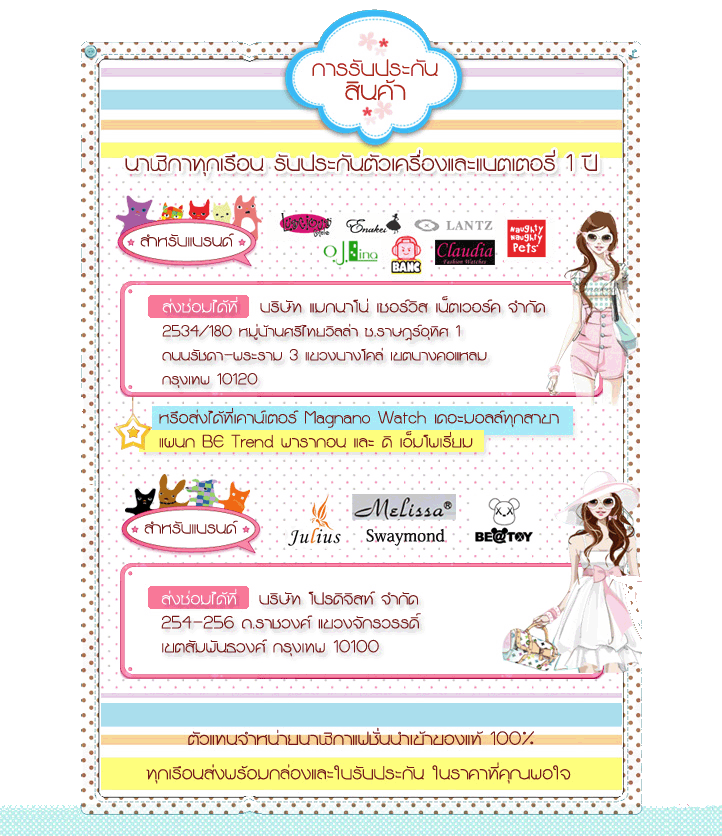 การรับประกัน
สินค้า
นาฬิกาทุกเรือน รับประกันตัวเครื่องและแบตเตอรี่ 1 ปี
สำหรับแบรนด์
Enukei
LANTZ
Naughty
Naughty
Pets
O.J.Lina
BANC
Claudia
Fashion Watches
ส่งซ่อมได้ที่ บริษัท แมกนาโน่ เซอร์วิส เน็ตเวอร์ค จำกัด
2534/180 หมู่บ้านศรีไทยวิลล่า ซ.ราษฎร์อุทิศ 1
ถนนรัชดา-พระราม 3 แขวงบางโคล่ เขตบางคอแหลม
กรุงเทพ 10120
หรือส่งได้ที่เคาน์เตอร์ Magnano Watch เดอะมอลล์ทุกสาขา
แผนก BE Trend พารากอน และ ดิ เอ็มโพเรี่ยม
สำหรับแบรนด์
Julius
MELissa®
Swaymond
BE@TOY
ส่งซ่อมได้ที่ บริษัท โปรดิจิสท์ จำกัด
254-256 ถ.ราชวงศ์ แขวงจักรวรรดิ์
เขตสัมพันธวงศ์ กรุงเทพ 10100
ตัวแทนจำหน่ายนาฬิกาแฟชั่นนำเข้าของแท้ 100%
ทุกเรือนส่งพร้อมกล่องและใบรับประกัน ในราคาที่คุณพอใจ